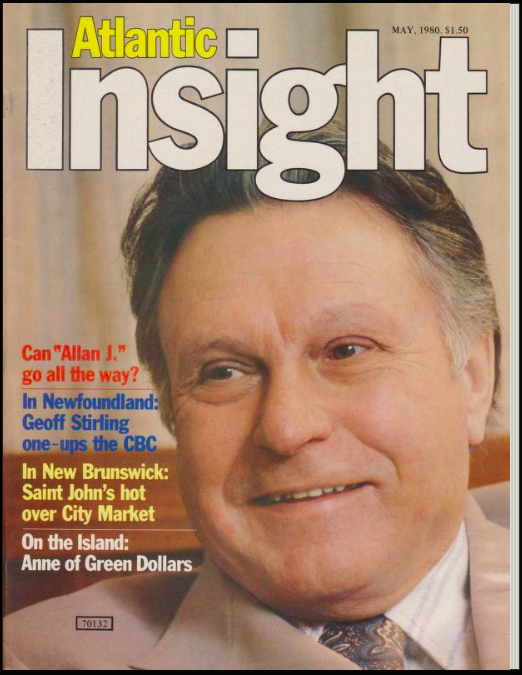 MAY, 1980, $1.50
Atlantic
Insight
Can "Allan J."
go all the way?
In Newfoundland:
Geoff Stirling
one-ups the CBC
In New Brunswick:
Saint John's hot
over City Market
On the Island:
Anne of Green Dollars
70132